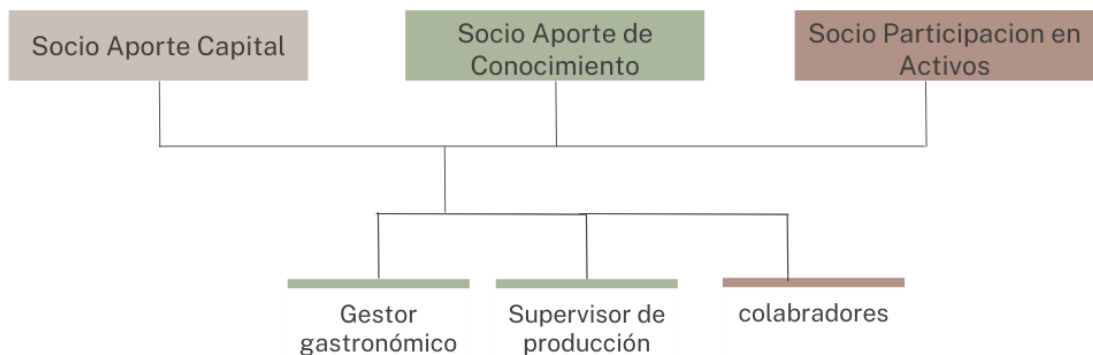 Socio Aporte Capital
Socio Aporte de
Conocimiento
Socio Participacion en
Activos
Gestor
gastronómico
Supervisor de
producción
colabradores